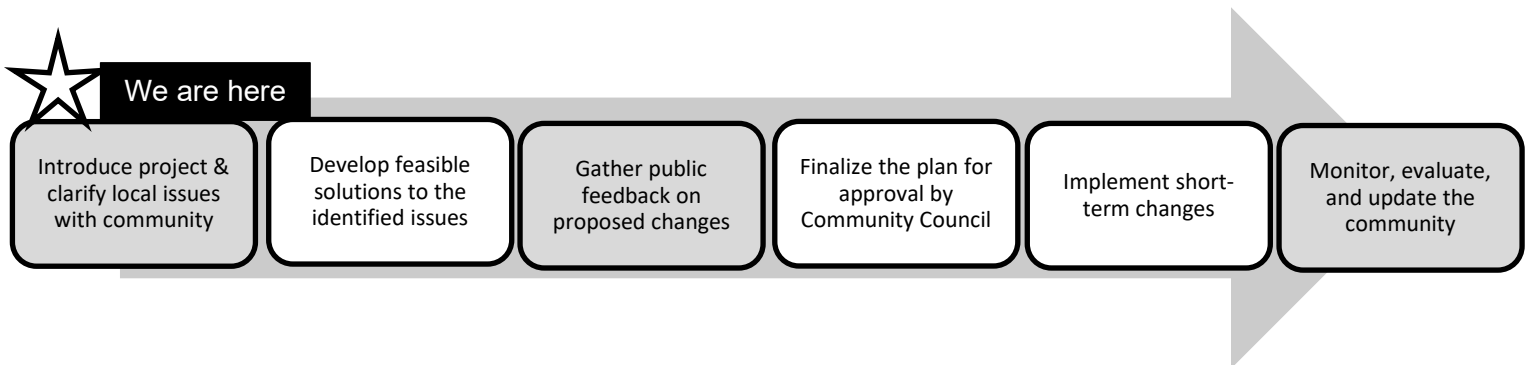 We are here
Introduce project &
clarify local issues
with community
Develop feasible
solutions to the
identified issues
Gather public
feedback on
proposed changes
Finalize the plan for
approval by
Community Council
Implement short-
term changes
Monitor, evaluate,
and update the
community